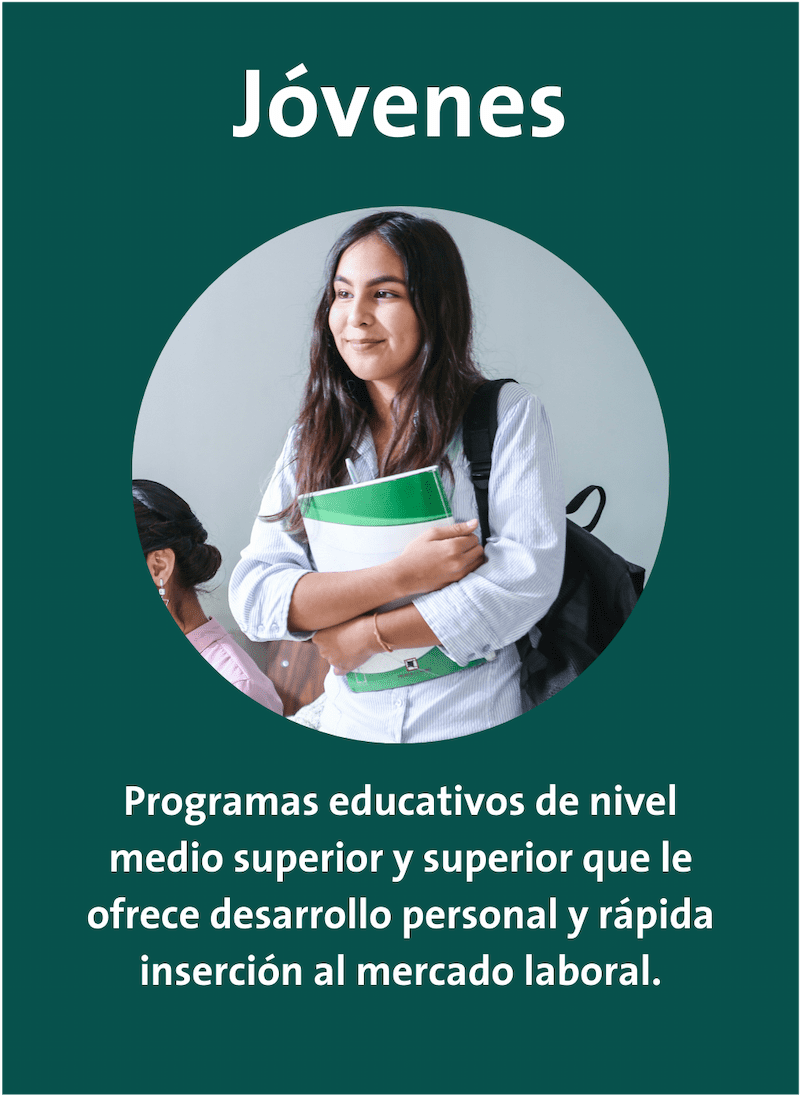 Jóvenes
Programas educativos de nivel
medio superior y superior que le
ofrece desarrollo personal y rápida
inserción al mercado laboral.